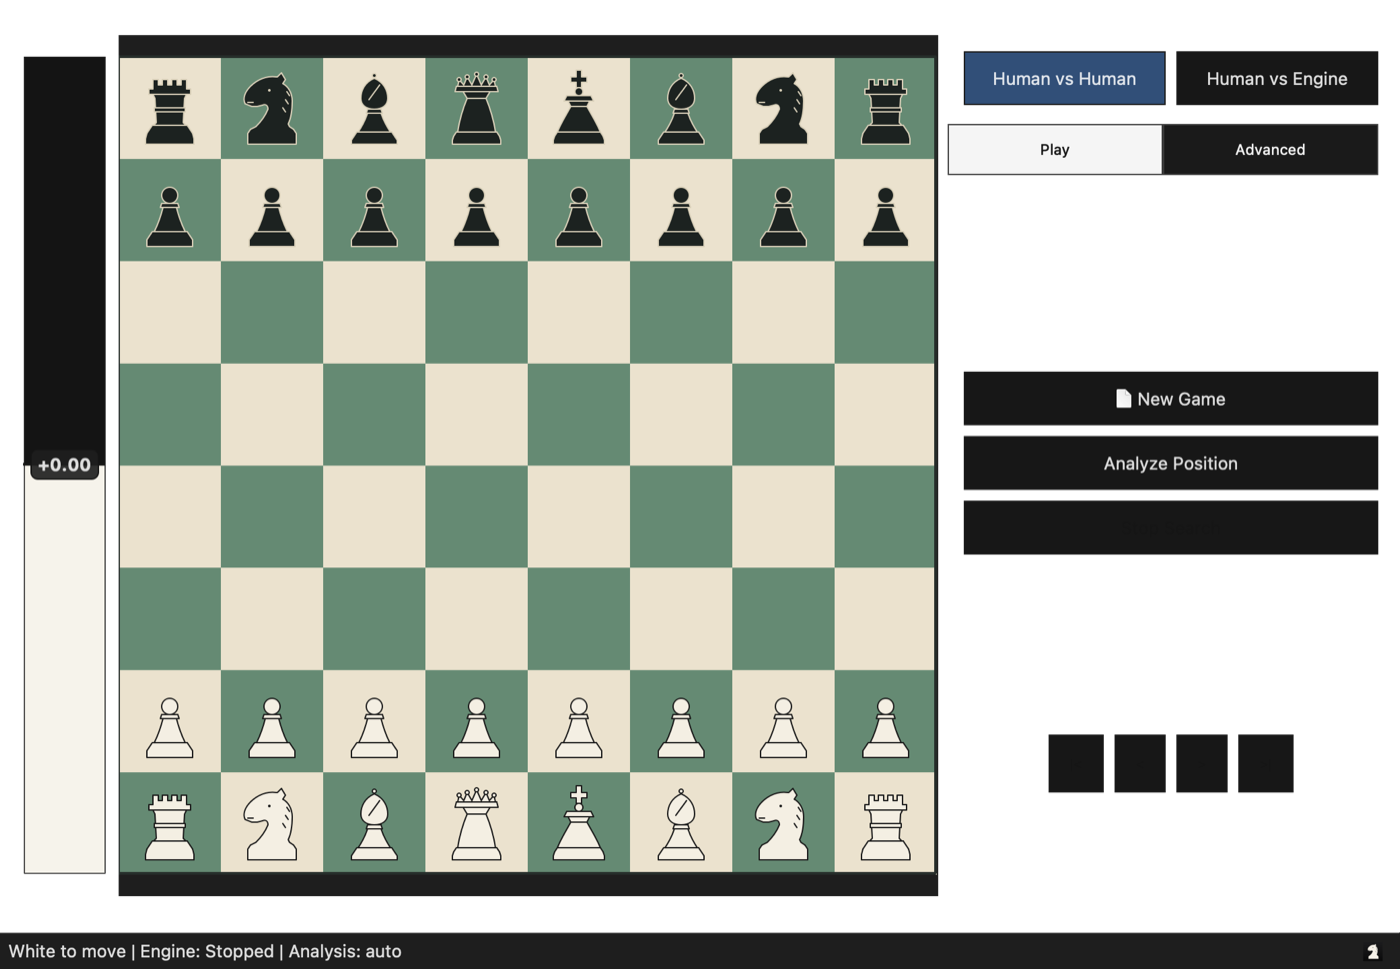 Human vs Human
Human vs Engine
Play
Advanced
New Game
+0.00
Analyze Position
White to move | Engine: Stopped | Analysis: auto